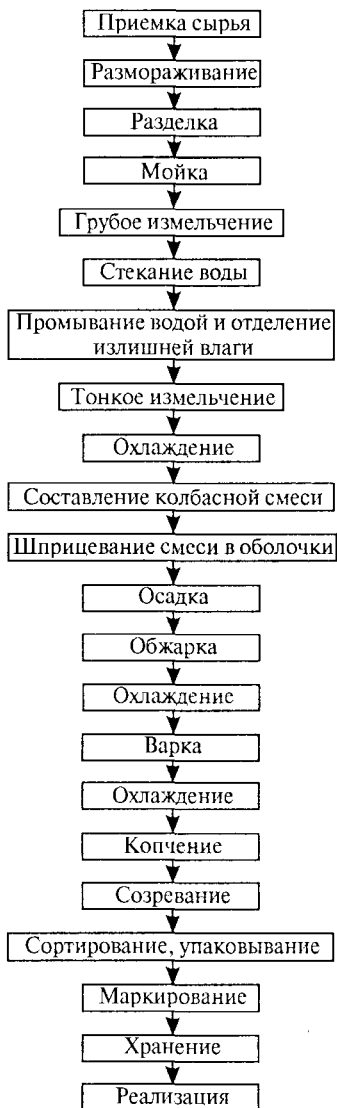 Приемка сырья
Размораживание
Разделка
Мойка
Грубое измельчение
Стекание воды
Промывание водой и отделение
излишней влаги
Тонкое измельчение
Охлаждение
Составление колбасной смеси
Шприцевание смеси в оболочки
Осадка
Обжарка
Охлаждение
Варка
Охлаждение
Копчение
Созревание
Сортирование, упаковывание
Маркирование
Хранение
Реализация